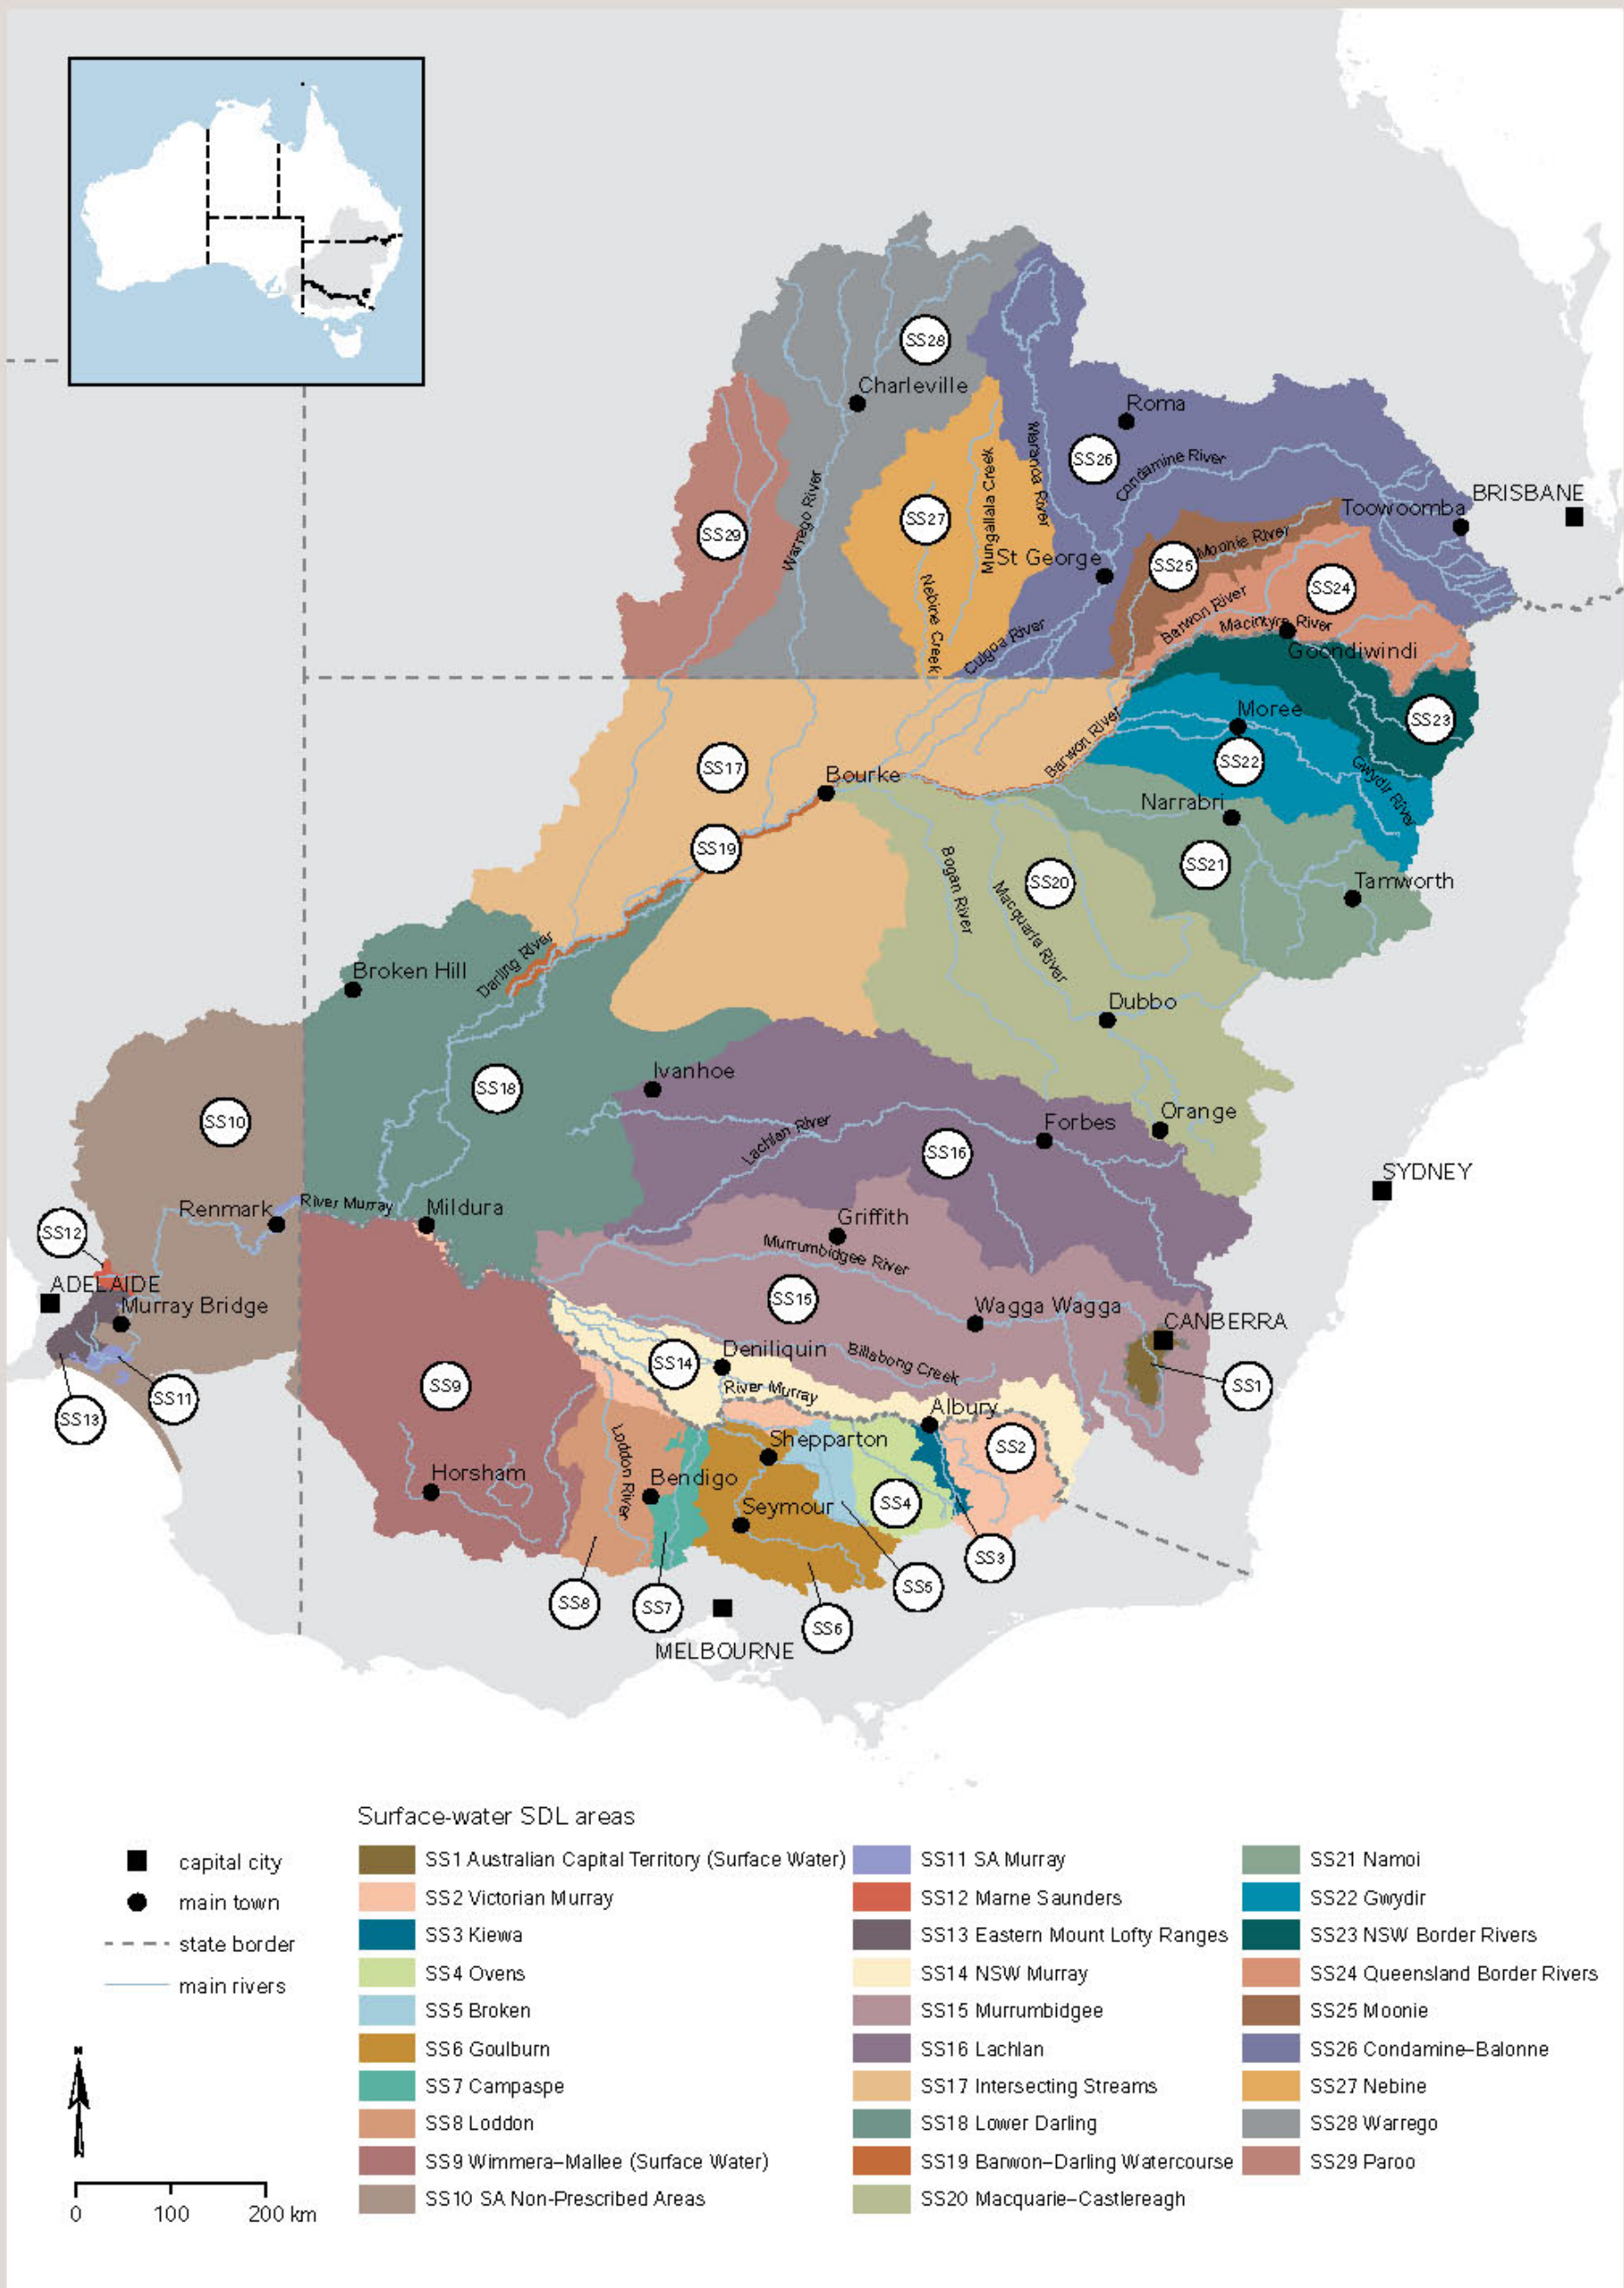 SS28
Charleville
Roma
SS26
Condamine River
Maranoa River
Mungallala Creek
BRISBANE
Toowoomba
SS29
Warrego River
SS27
St George
SS25
Moonie River
SS24
Nebine Creek
Culgoa River
Barwon River
Macintyre River
Goondiwindi
SS23
Moree
SS17
Bourke
Barwon River
SS22
Gwydir River
Narrabri
SS19
SS21
Bogan River
SS20
Macquarie River
Tamworth
Darling River
Broken Hill
Dubbo
Ivanhoe
SS18
SS10
Lachlan River
Forbes
Orange
SS16
SYDNEY
Renmark
River Murray
Mildura
Griffith
SS12
Murrumbidgee River
ADELAIDE
Murray Bridge
SS15
Wagga Wagga
CANBERRA
SS14
Deniliquin
Billabong Creek
SS1
SS9
River Murray
SS11
SS13
Albury
Loddon River
Shepparton
SS2
Horsham
Bendigo
SS4
Seymour
SS3
SS5
SS8
SS7
SS6
MELBOURNE
Surface-water SDL areas
capital city
main town
state border
main rivers
N
0 100 200 km
SS1 Australian Capital Territory (Surface Water)
SS2 Victorian Murray
SS3 Kiewa
SS4 Ovens
SS5 Broken
SS6 Goulburn
SS7 Campaspe
SS8 Loddon
SS9 Wimmera–Mallee (Surface Water)
SS10 SA Non-Prescribed Areas
SS11 SA Murray
SS12 Marne Saunders
SS13 Eastern Mount Lofty Ranges
SS14 NSW Murray
SS15 Murrumbidgee
SS16 Lachlan
SS17 Intersecting Streams
SS18 Lower Darling
SS19 Barwon–Darling Watercourse
SS20 Macquarie–Castlereagh
SS21 Namoi
SS22 Gwydir
SS23 NSW Border Rivers
SS24 Queensland Border Rivers
SS25 Moonie
SS26 Condamine–Balonne
SS27 Nebine
SS28 Warrego
SS29 Paroo